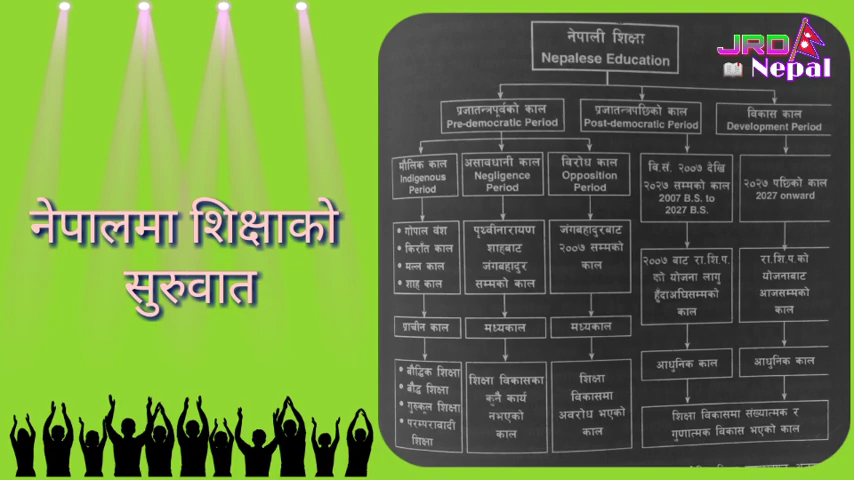 नेपालमा शिक्षाको
सुरुवात
JRD
Nepal
नेपाली शिक्षा
Nepalese Education
प्रजातन्त्रपूर्वको काल
Pre-democratic Period
प्रजातन्त्रपछिको काल
Post-democratic Period
विकास काल
Development Period
मौलिक काल
Indigenous
Period
असावधानी काल
Negligence
Period
विरोध काल
Opposition
Period
वि.सं. २००७ देखि
२०२७ सम्मको काल
2007 B.S. to
2027 B.S.
२०२७ पछिको काल
2027 onward
• गोपाल वंश
• किराँत काल
• मल्ल काल
• शाह काल
पृथ्वीनारायण
शाहबाट
जंगबहादुर
सम्मको काल
जंगबहादुरबाट
२००७ सम्मको
काल
२००७ बाट रा.शि.प.
को योजना लागु
हुँदाअघिसम्मको
काल
रा.शि.प.को
योजनाबाट
आजसम्मको
काल
प्राचीन काल
मध्यकाल
मध्यकाल
आधुनिक काल
आधुनिक काल
• बौद्धिक शिक्षा
• बौद्ध शिक्षा
• गुरुकूल शिक्षा
• परम्परावादी
शिक्षा
शिक्षा विकासका
कुनै कार्य
नभएको
काल
शिक्षा
विकासमा
अवरोध भएको
काल
शिक्षा विकासमा संख्यात्मक र
गुणात्मक विकास भएको काल